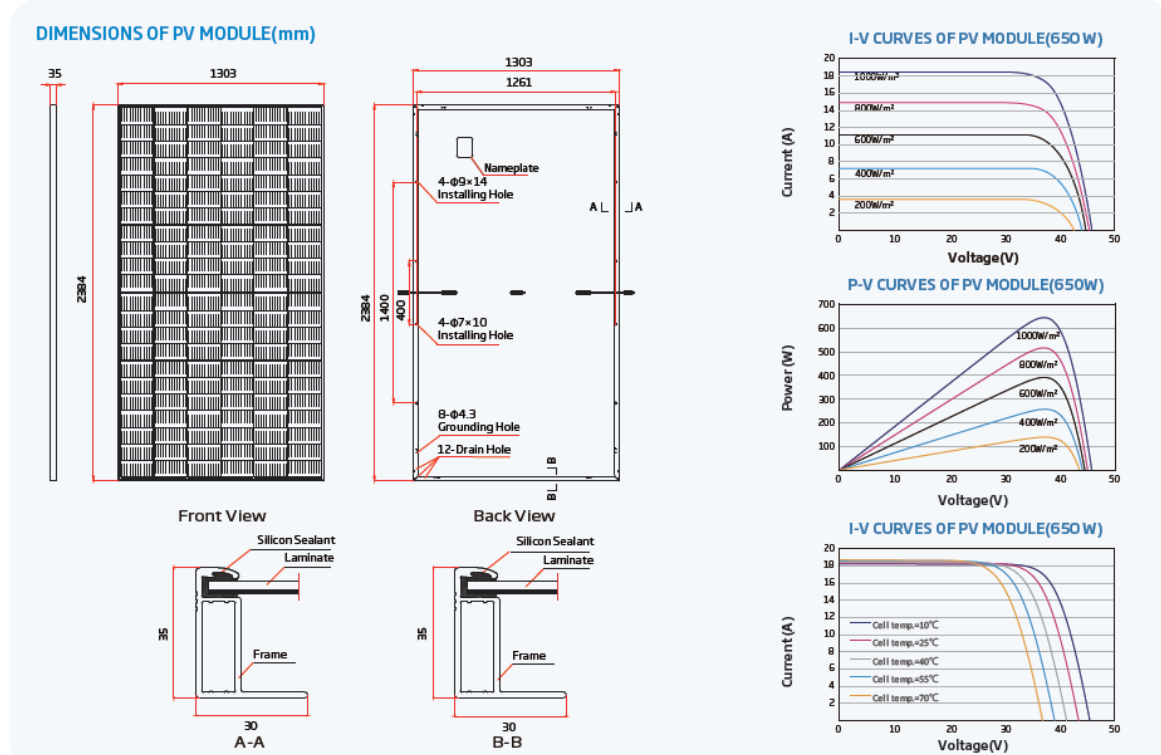 DIMENSIONS OF PV MODULE(mm)
35
1303
2384
Front View
1303
1261
Nameplate
4-Φ9×14
Installing Hole
A
A
2384
1400
400
4-Φ7×10
Installing Hole
8-Φ4.3
Grounding Hole
12-Drain Hole
B
B
Back View
Silicon Sealant
Laminate
35
Frame
30
A-A
Silicon Sealant
Laminate
35
Frame
30
B-B
I-V CURVES OF PV MODULE(650W)
20
18
16
14
12
10
8
6
4
2
Current (A)
1000W/m²
800W/m²
600W/m²
400W/m²
200W/m²
0 10 20 30 40 50
Voltage(V)
P-V CURVES OF PV MODULE(650W)
700
600
500
400
300
200
100
Power (W)
1000W/m²
800W/m²
600W/m²
400W/m²
200W/m²
0 10 20 30 40 50
Voltage(V)
I-V CURVES OF PV MODULE(650W)
20
18
16
14
12
10
8
6
4
2
Current (A)
Cell temp.=10℃
Cell temp.=25℃
Cell temp.=40℃
Cell temp.=55℃
Cell temp.=70℃
0 10 20 30 40 50
Voltage(V)